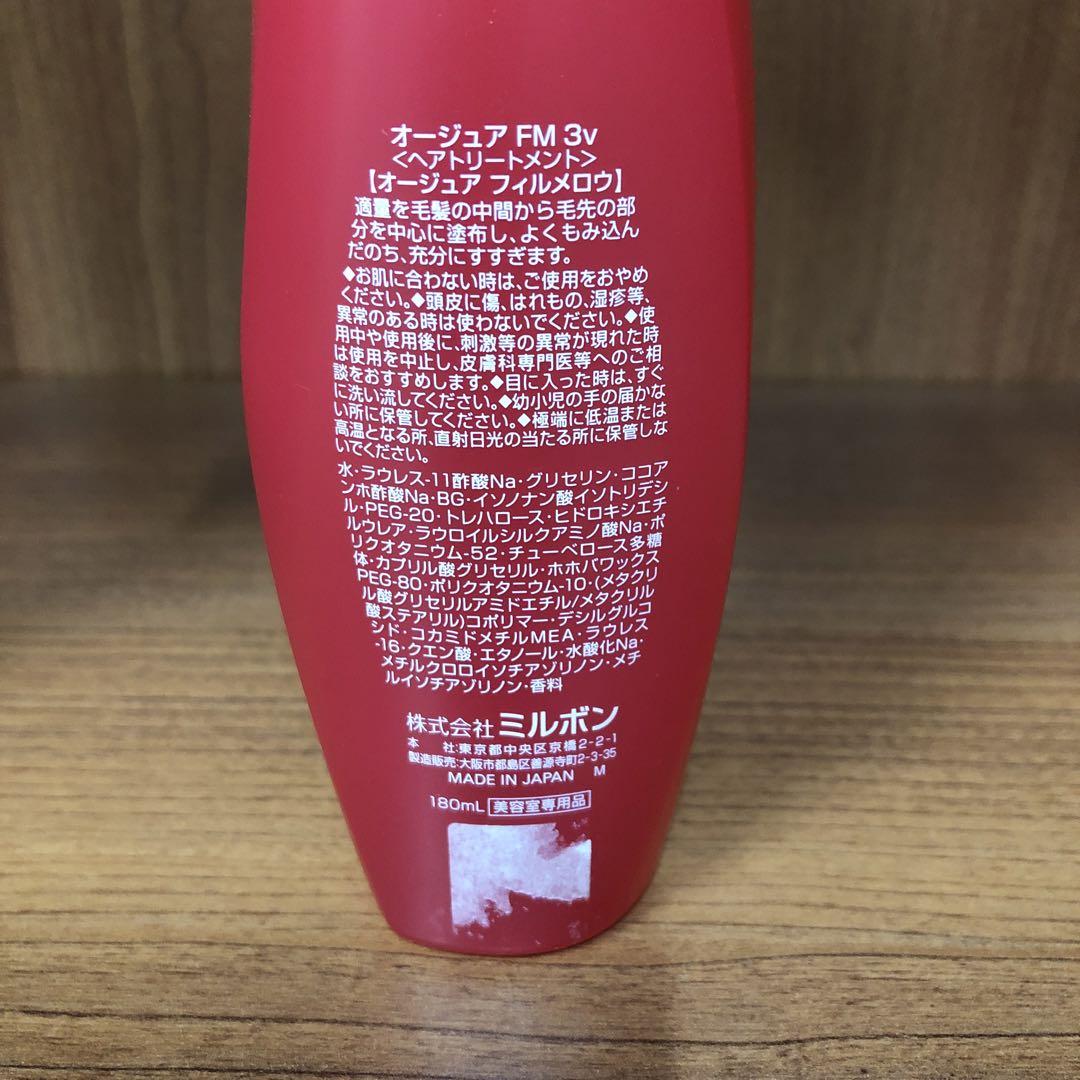 オージュア FM 3v
<ヘアトリートメント>
【オージュア フィルメロウ】
適量を毛髪の中間から毛先の部
分を中心に塗布し、よくもみ込ん
だのち、充分にすすぎます。
◆お肌に合わない時は、ご使用をおやめ
ください。◆頭皮に傷、はれもの、湿疹等、
異常のある時は使わないでください。◆使
用中や使用後に、刺激等の異常が現れた時
は使用を中止し、皮膚科専門医等へのご相
談をおすすめします。◆目に入った時は、すぐ
に洗い流してください。◆幼小児の手の届かな
い所に保管してください。◆極端に低温または
高温となる所、直射日光の当たる所に保管しな
いでください。
水・ラウレス-11酢酸Na・グリセリン・ココア
ンホ酢酸Na・BG・イソノナン酸イソトリデシ
ル・PEG-20・トレハロース・ヒドロキシエチ
ルウレア・ラウロイルシルクアミノ酸Na・ポ
リクオタニウム-52・チューベロース多糖
体・カプリル酸グリセリル・ホホバワックス
PEG-80・ポリクオタニウム-10・(メタクリ
ル酸グリセリルアミドエチル/メタクリル
酸ステアリル)コポリマー・デシルグルコ
シド・コカミドメチルMEA・ラウレス
-16・クエン酸・エタノール・水酸化Na・
メチルクロロイソチアゾリノン・メチ
ルイソチアゾリノン・香料
株式会社 ミルボン
本 社:東京都中央区京橋2-2-1
製造販売:大阪市都島区善源寺町2-3-35
MADE IN JAPAN M
180mL 美容室専用品